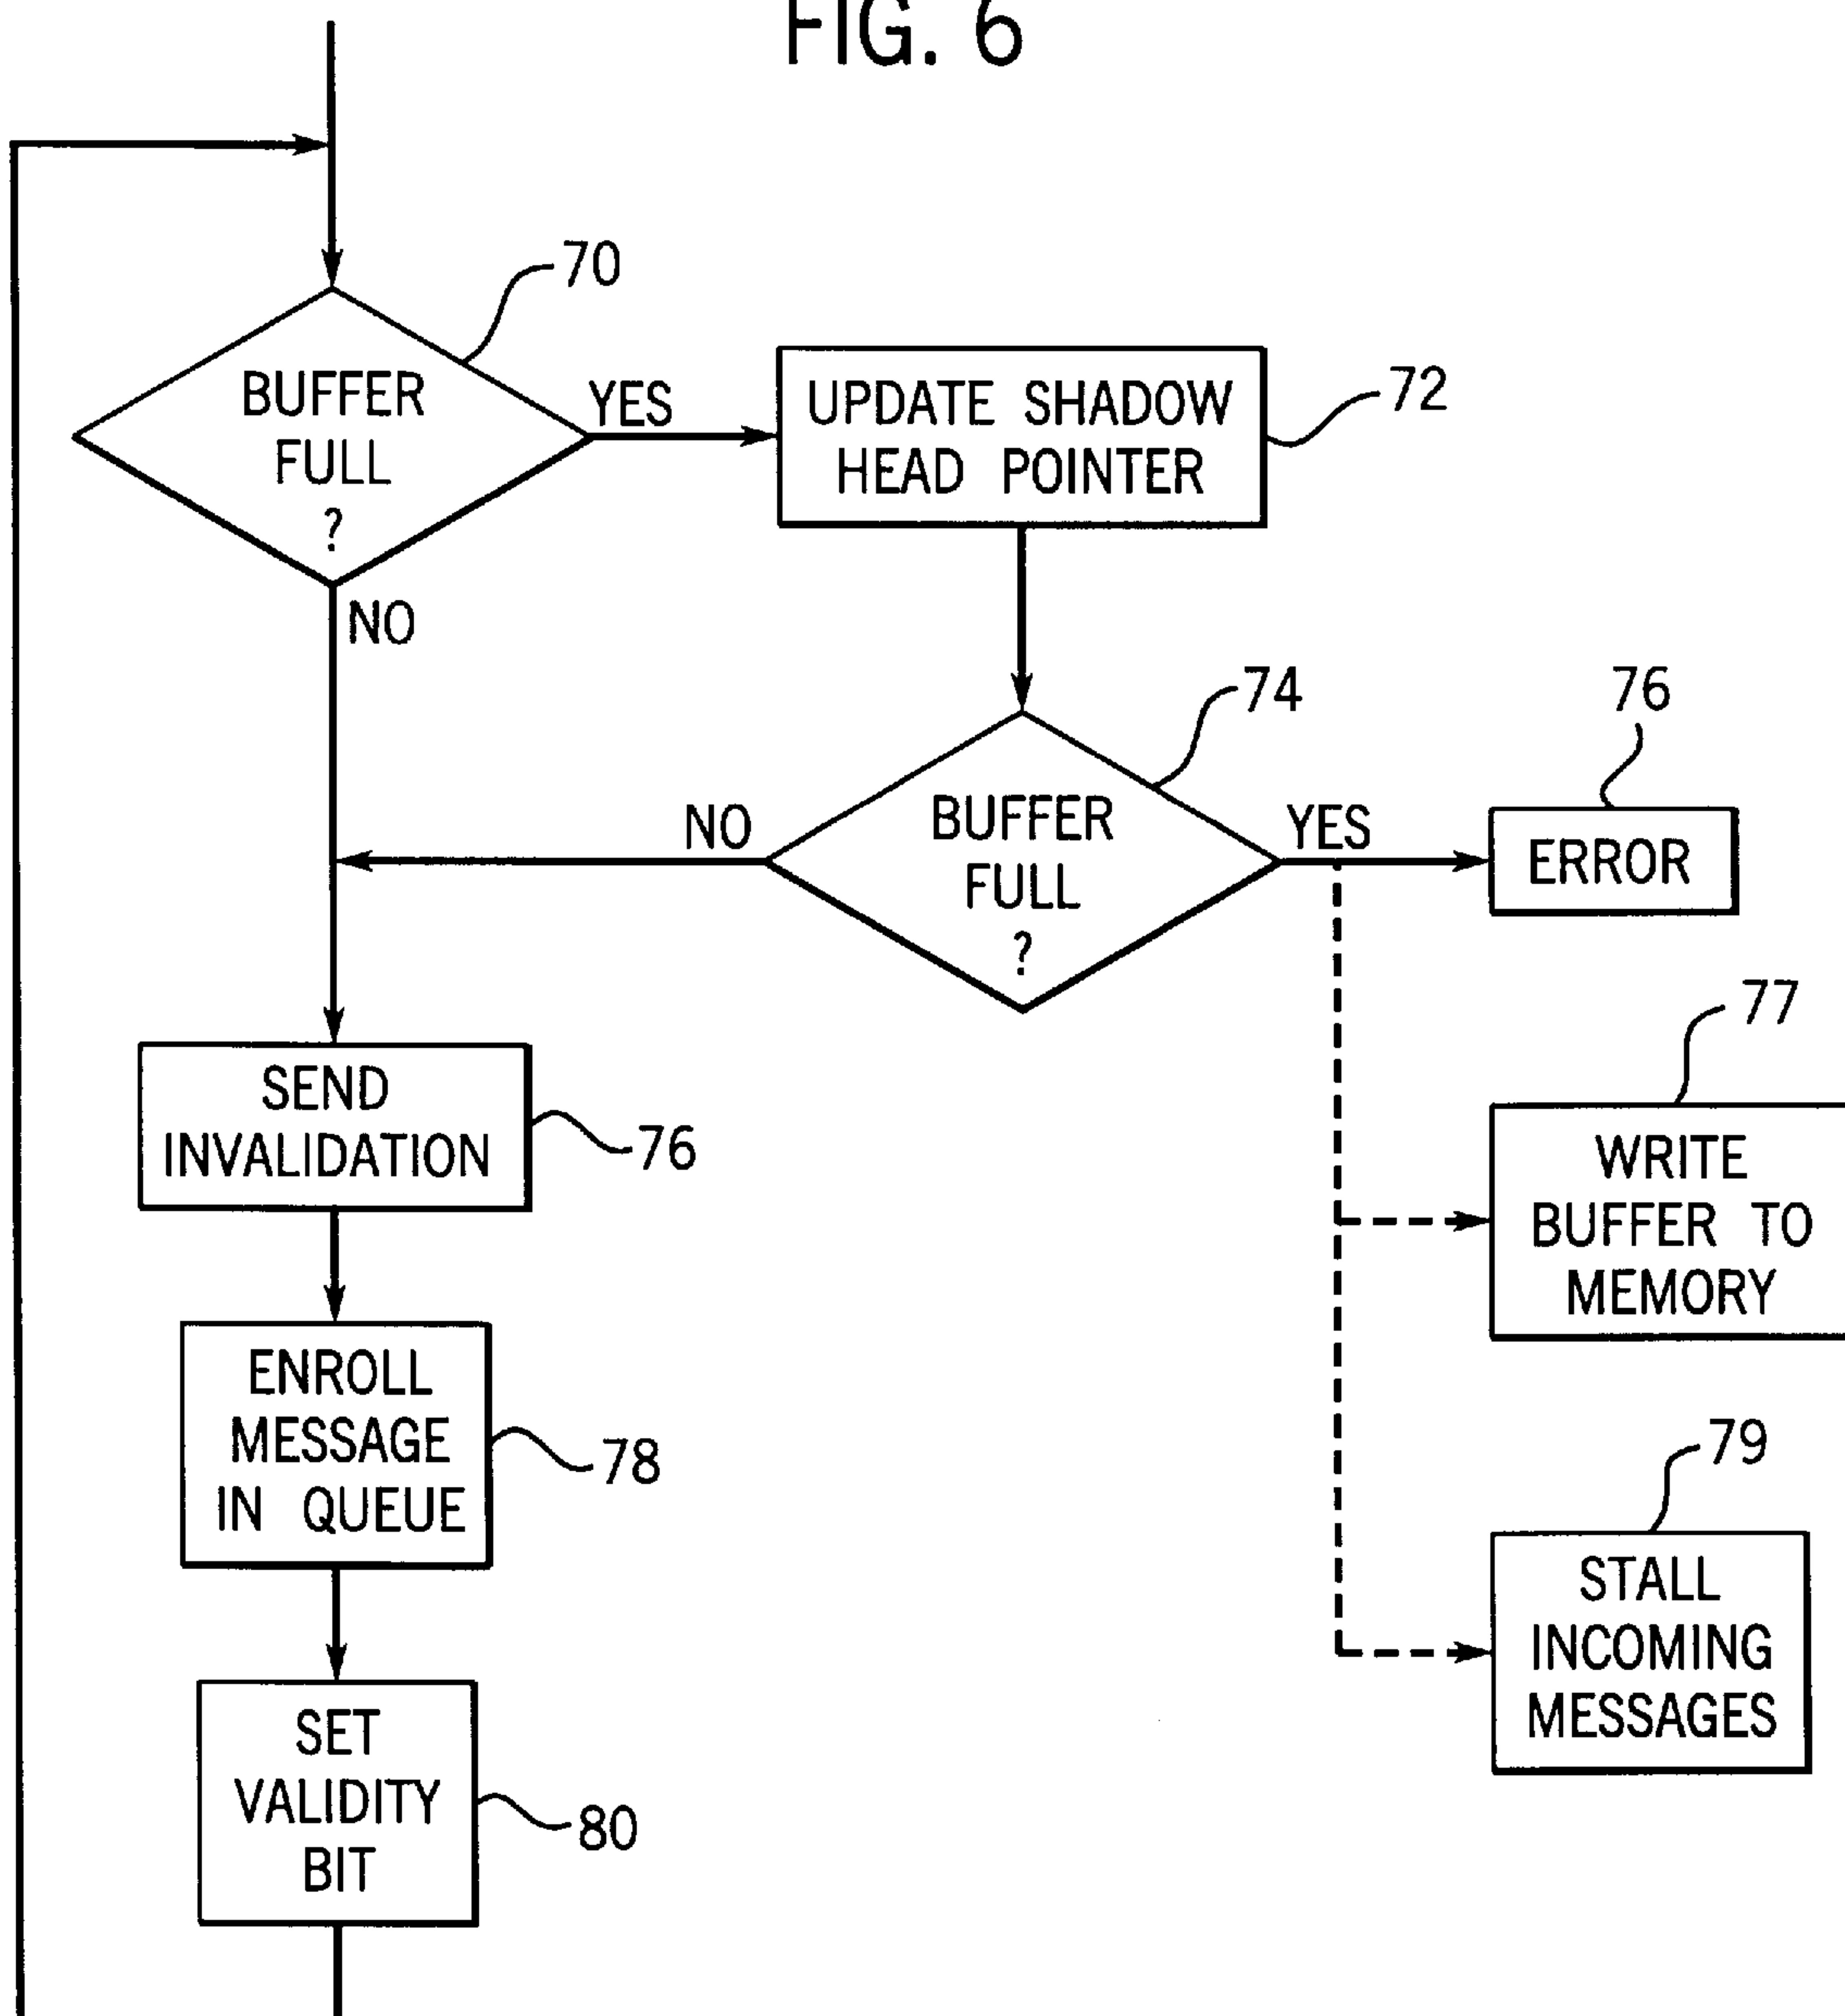 FIG. 6
70
BUFFER
FULL
?
YES
NO
UPDATE SHADOW
HEAD POINTER
72
74
BUFFER
FULL
?
NO
YES
76
ERROR
77
WRITE
BUFFER TO
MEMORY
79
STALL
INCOMING
MESSAGES
SEND
INVALIDATION
76
ENROLL
MESSAGE
IN QUEUE
78
SET
VALIDITY
BIT
80